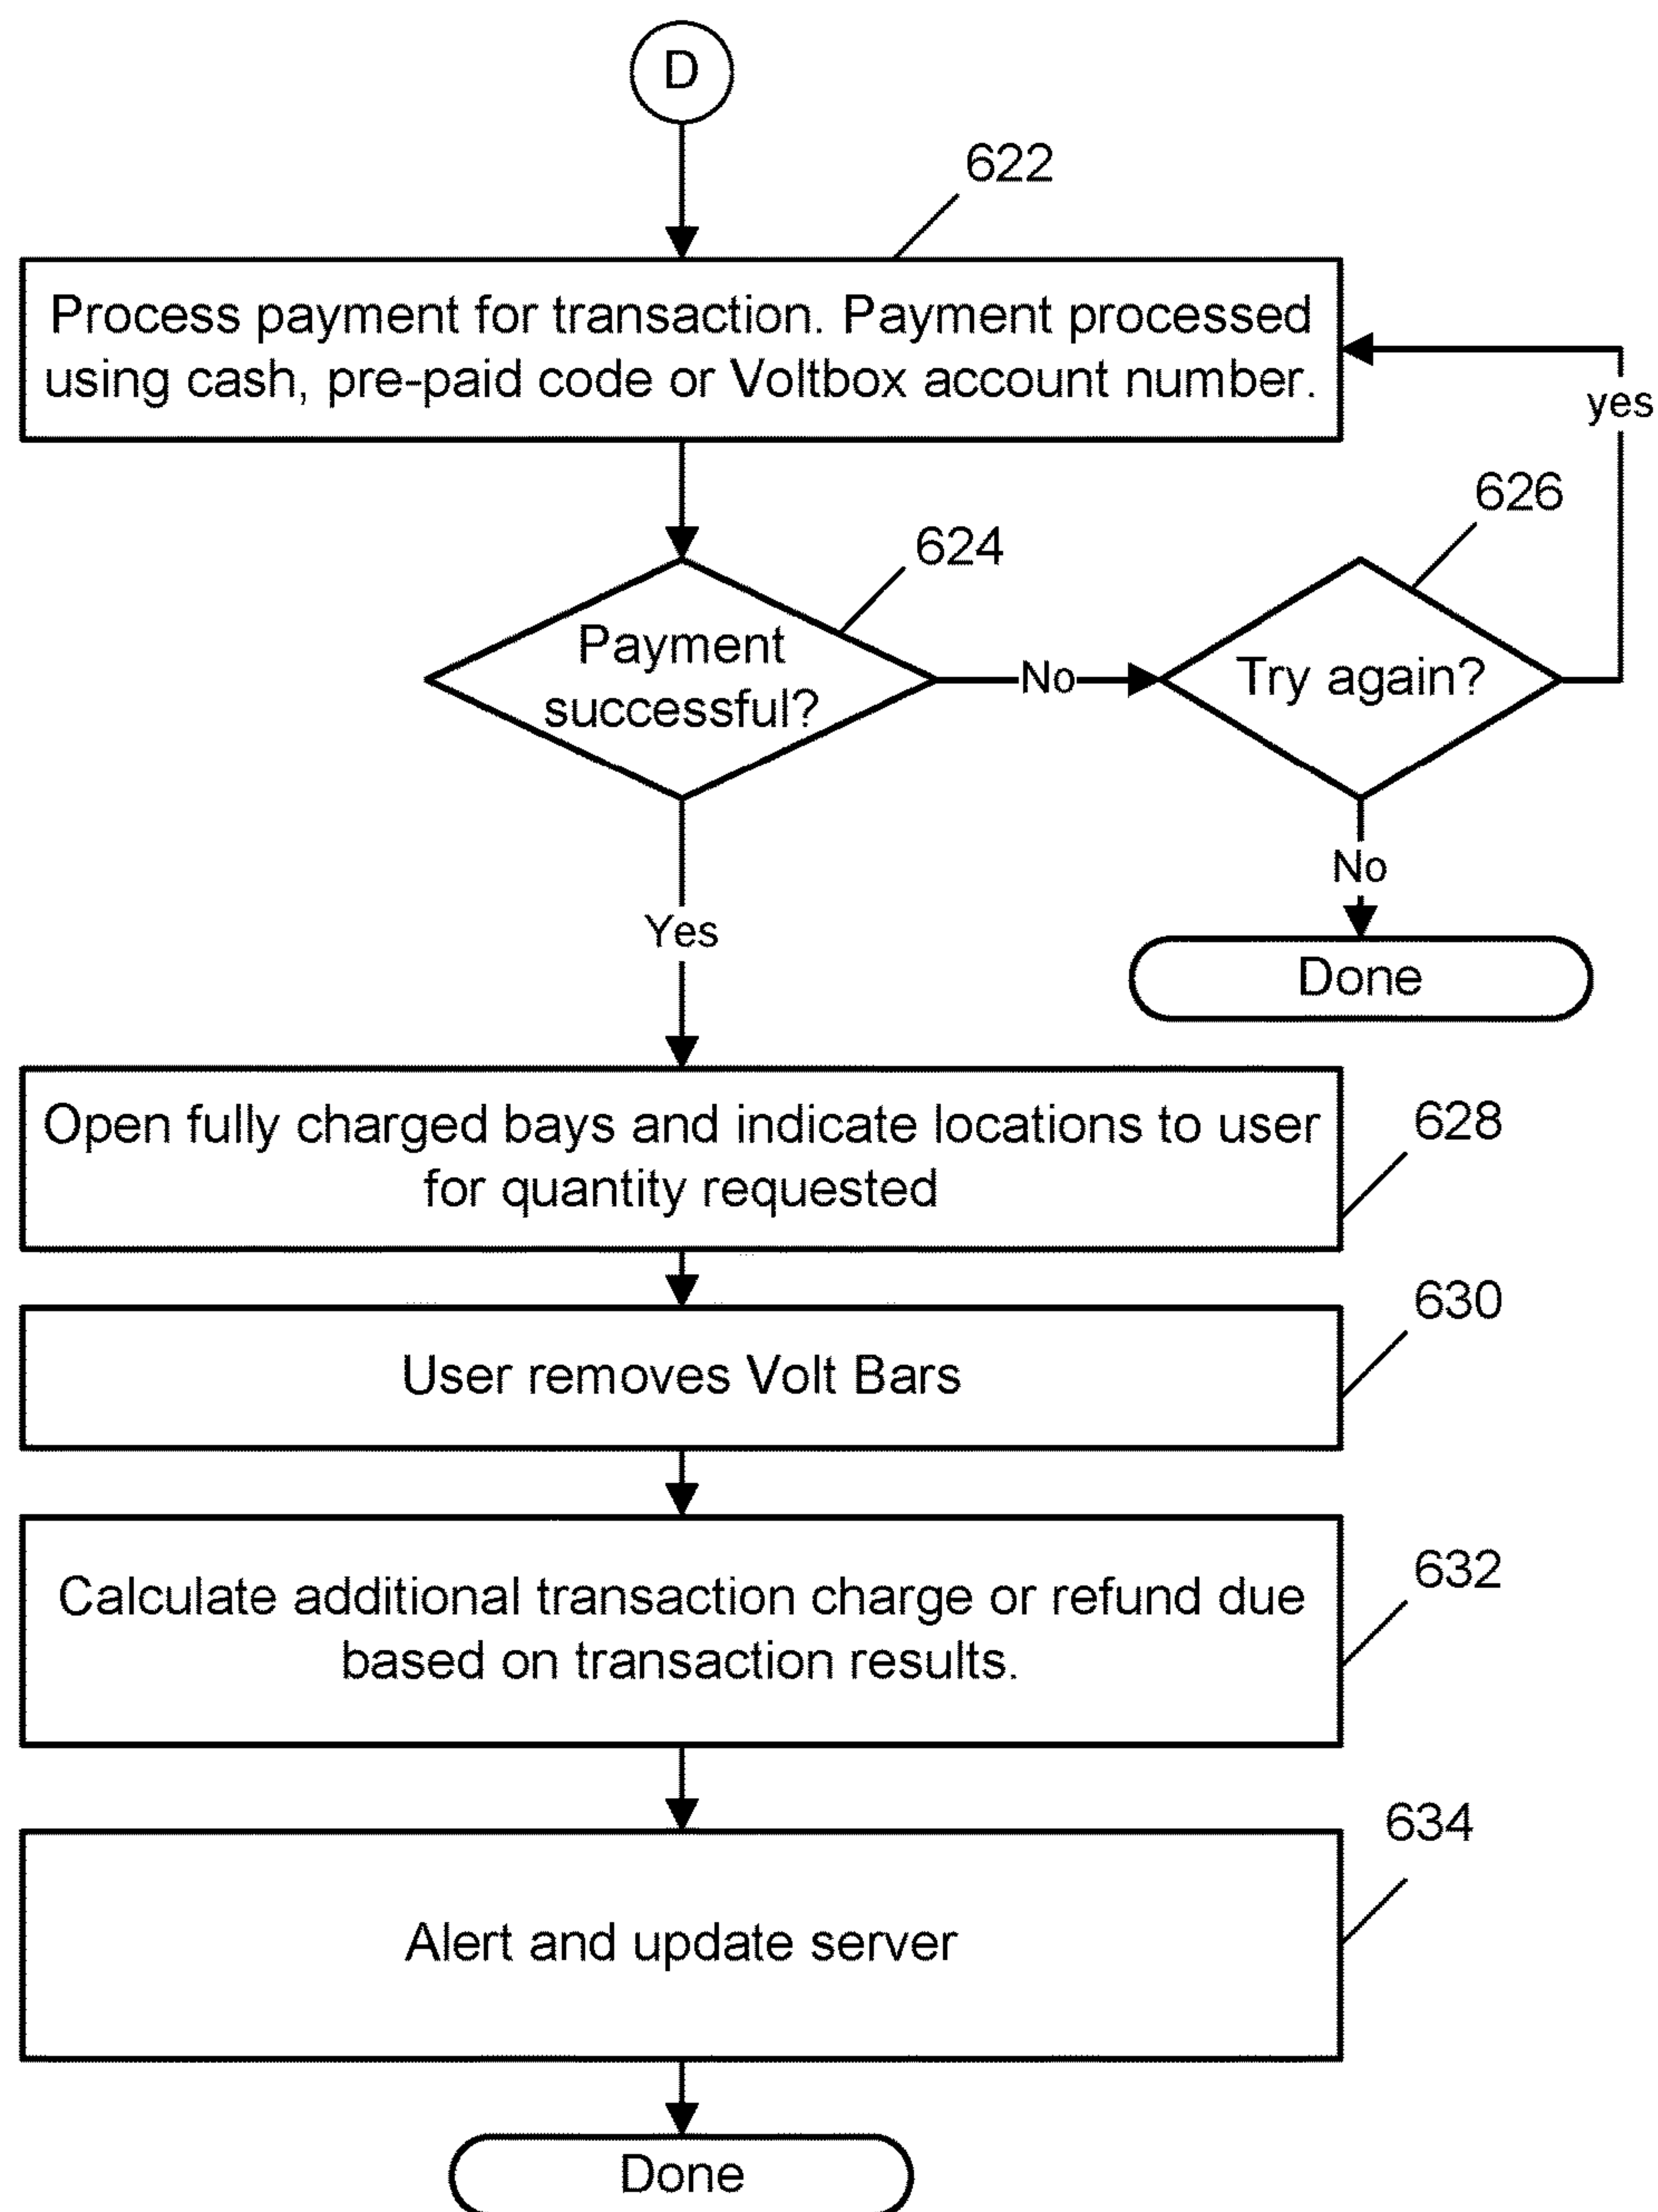 D
622
Process payment for transaction. Payment processed
using cash, pre-paid code or Voltbox account number.
yes
626
624
Payment
successful?
No
Try again?
No
Done
Yes
Open fully charged bays and indicate locations to user
for quantity requested
628
User removes Volt Bars
630
Calculate additional transaction charge or refund due
based on transaction results.
632
Alert and update server
634
Done